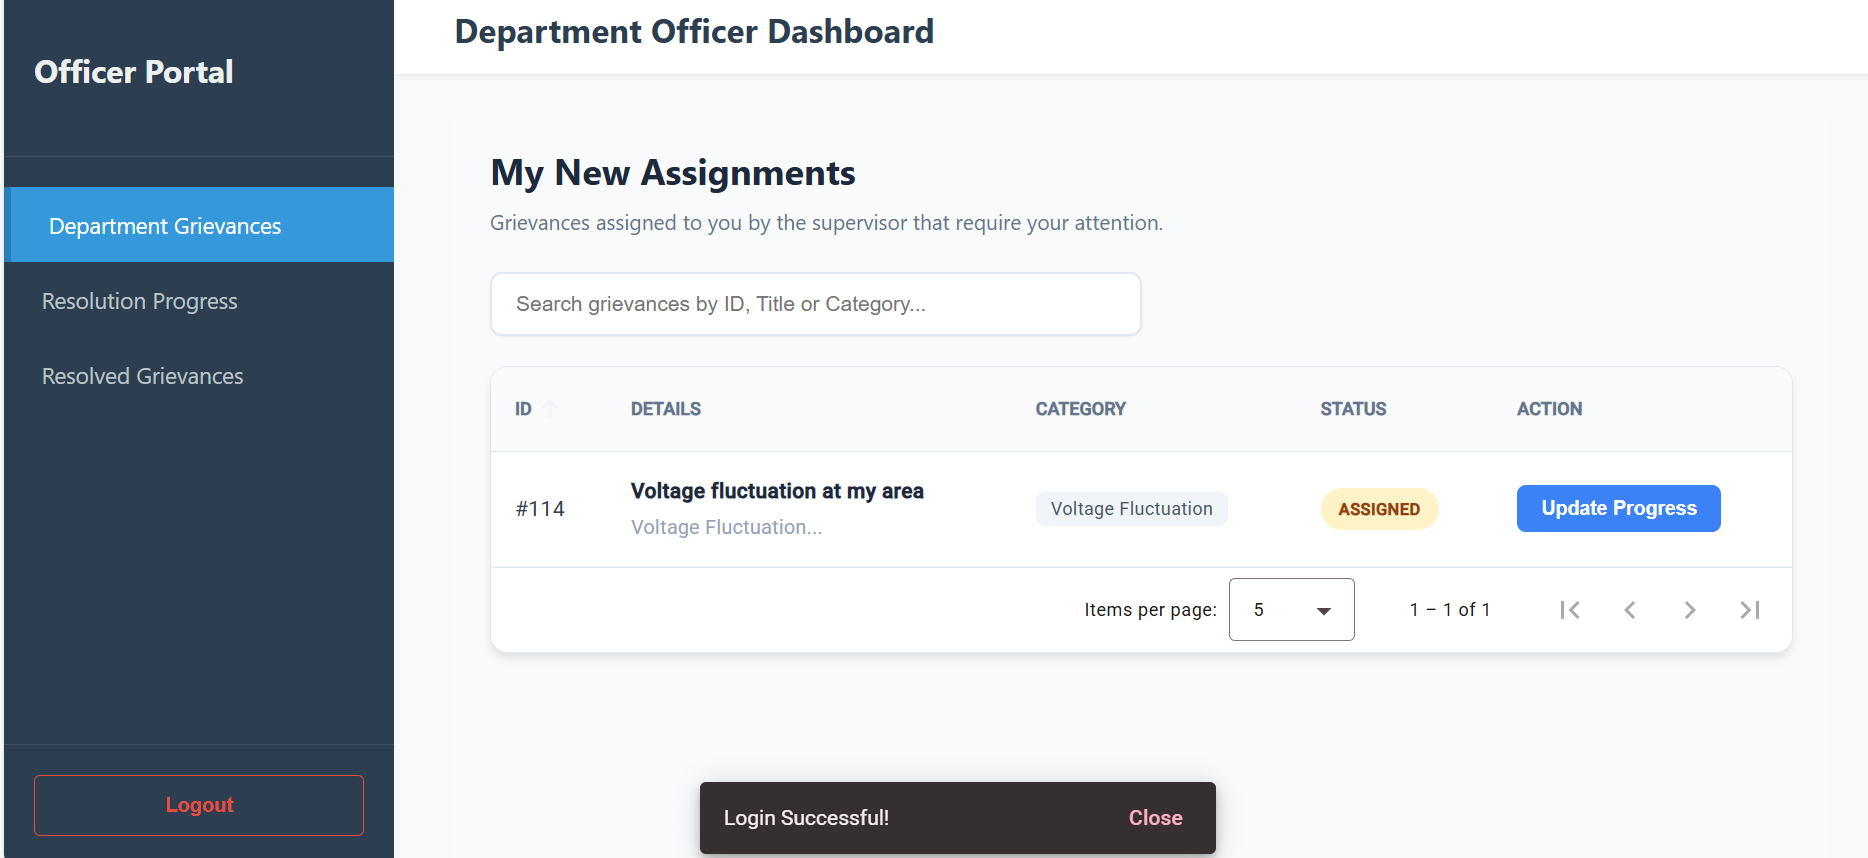 Officer Portal
Department Grievances
Resolution Progress
Resolved Grievances
Logout
Department Officer Dashboard
My New Assignments
Grievances assigned to you by the supervisor that require your attention.
Search grievances by ID, Title or Category...
ID DETAILS CATEGORY STATUS ACTION
#114 Voltage fluctuation at my area Voltage Fluctuation ASSIGNED Update Progress
Voltage Fluctuation...
Items per page: 5 1 – 1 of 1
Login Successful! Close